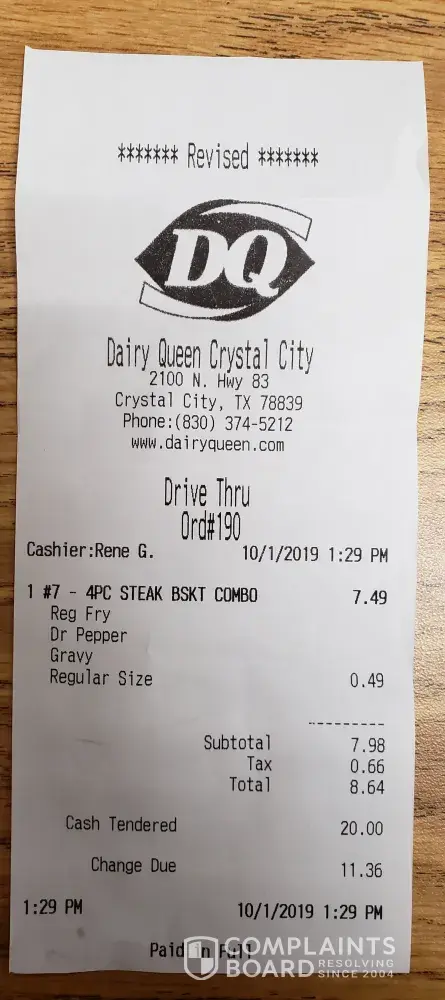 ******* Revised *******
DQ
Dairy Queen Crystal City
2100 N. Hwy 83
Crystal City, TX 78839
Phone:(830) 374-5212
www.dairyqueen.com
Drive Thru
Ord#190
Cashier:Rene G. 10/1/2019 1:29 PM
1 #7 - 4PC STEAK BSKT COMBO 7.49
Reg Fry
Dr Pepper
Gravy
Regular Size 0.49
----------
Subtotal 7.98
Tax 0.66
Total 8.64
Cash Tendered 20.00
Change Due 11.36
1:29 PM 10/1/2019 1:29 PM
Paid in Full
COMPLAINTS
BOARD RESOLVING
SINCE 2004